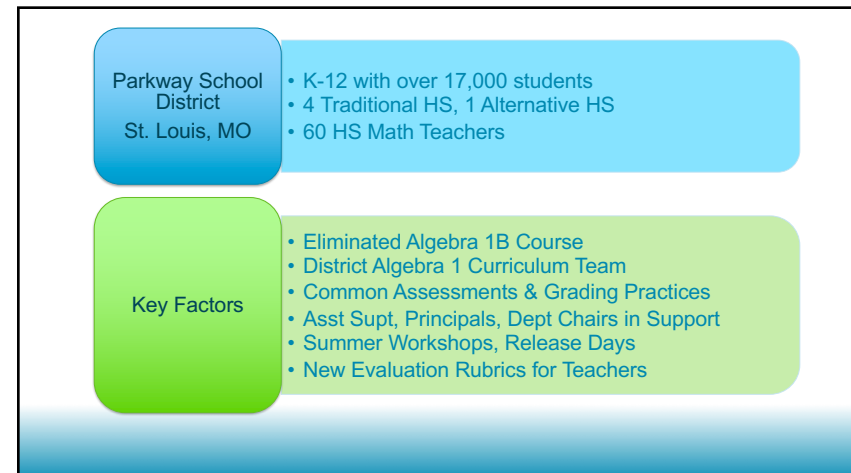 Parkway School
District
St. Louis, MO
• K-12 with over 17,000 students
• 4 Traditional HS, 1 Alternative HS
• 60 HS Math Teachers
Key Factors
• Eliminated Algebra 1B Course
• District Algebra 1 Curriculum Team
• Common Assessments & Grading Practices
• Asst Supt, Principals, Dept Chairs in Support
• Summer Workshops, Release Days
• New Evaluation Rubrics for Teachers